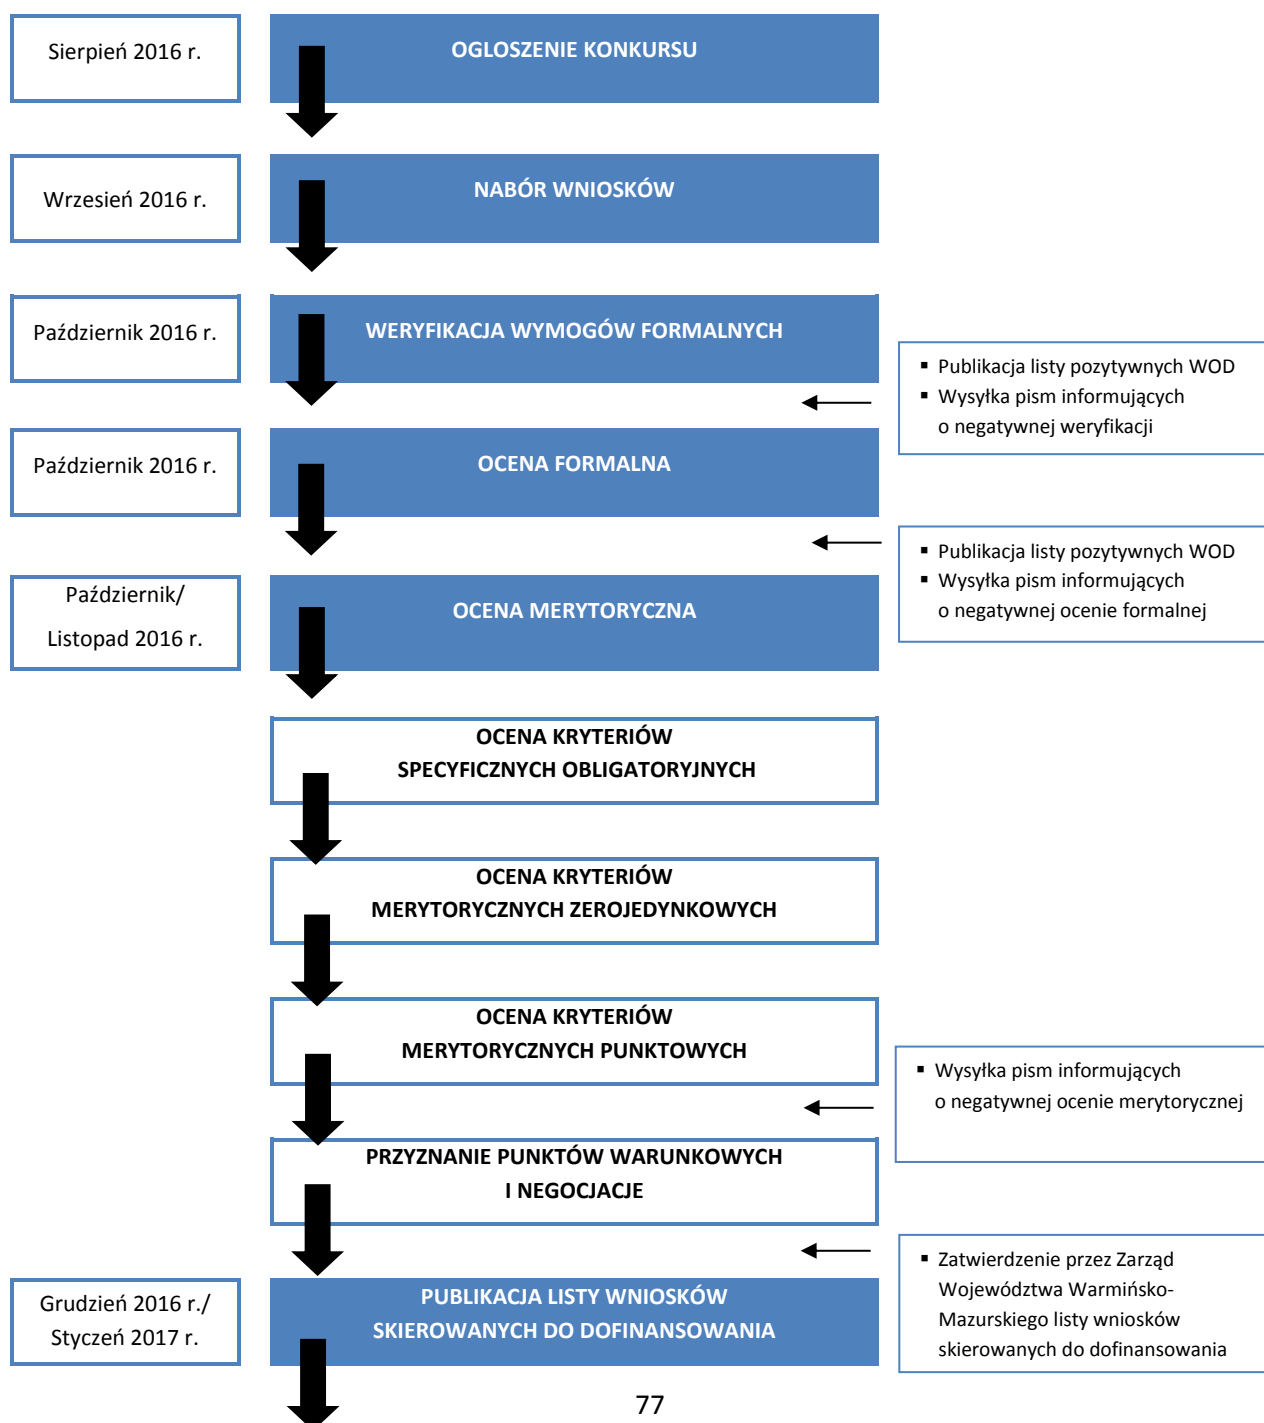 Sierpień 2016 r.
OGLOSZENIE KONKURSU
Wrzesień 2016 r.
NABÓR WNIOSKÓW
Październik 2016 r.
WERYFIKACJA WYMOGÓW FORMALNYCH
▪ Publikacja listy pozytywnych WOD
▪ Wysyłka pism informujących
o negatywnej weryfikacji
Październik 2016 r.
OCENA FORMALNA
▪ Publikacja listy pozytywnych WOD
▪ Wysyłka pism informujących
o negatywnej ocenie formalnej
Październik/
Listopad 2016 r.
OCENA MERYTORYCZNA
OCENA KRYTERIÓW
SPECYFICZNYCH OBLIGATORYJNYCH
OCENA KRYTERIÓW
MERYTORYCZNYCH ZEROJEDYNKOWYCH
OCENA KRYTERIÓW
MERYTORYCZNYCH PUNKTOWYCH
▪ Wysyłka pism informujących
o negatywnej ocenie merytorycznej
PRZYZNANIE PUNKTÓW WARUNKOWYCH
I NEGOCJACJE
▪ Zatwierdzenie przez Zarząd
Województwa Warmińsko-
Mazurskiego listy wniosków
skierowanych do dofinansowania
Grudzień 2016 r./
Styczeń 2017 r.
PUBLIKACJA LISTY WNIOSKÓW
SKIEROWANYCH DO DOFINANSOWANIA
77